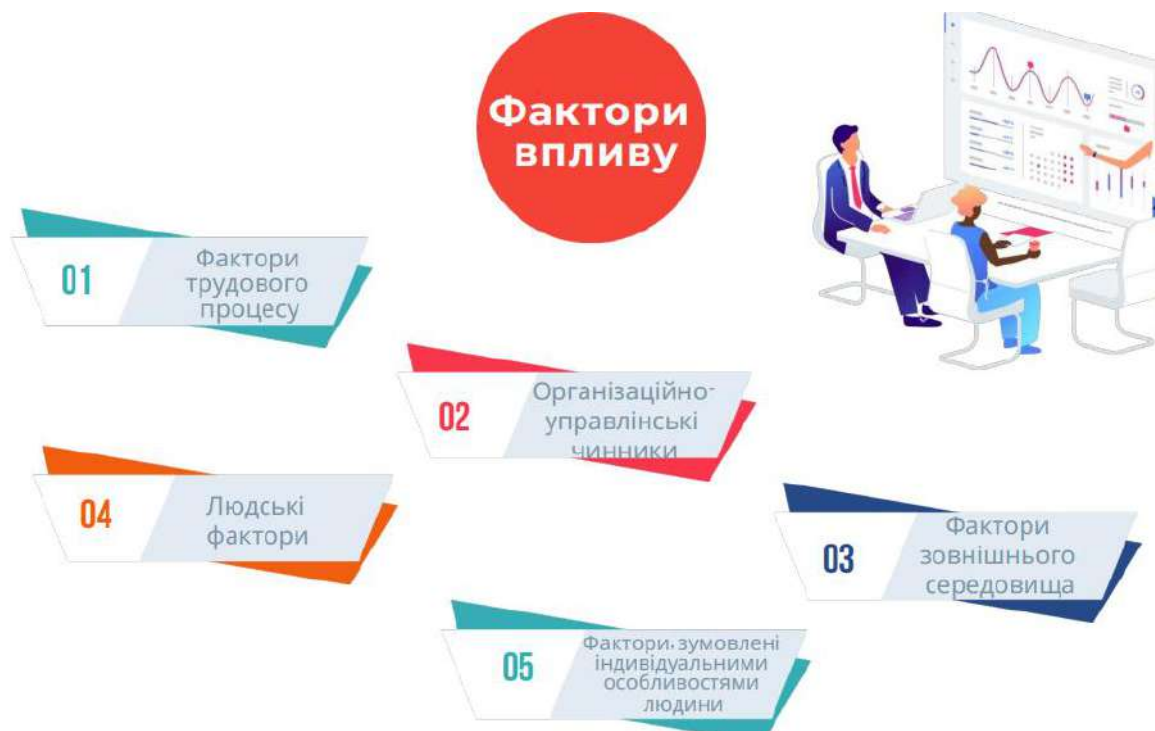 Фактори
впливу
01
Фактори
трудового
процесу
02
Організаційно-
управлінські
чинники
04
Людські
фактори
03
Фактори
зовнішнього
середовища
05
Фактори, зумовлені
індивідуальними
особливостями
людини